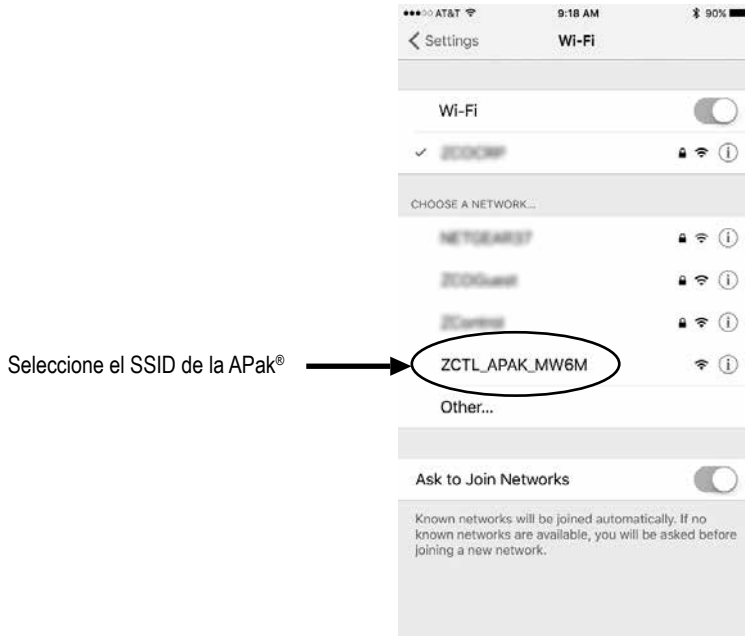 AT&T 9:18 AM 90%
Settings Wi-Fi
Wi-Fi
CHOOSE A NETWORK...
Seleccione el SSID de la APak®
ZCTL_APAK_MW6M
Other...
Ask to Join Networks
Known networks will be joined automatically. If no
known networks are available, you will be asked before
joining a new network.